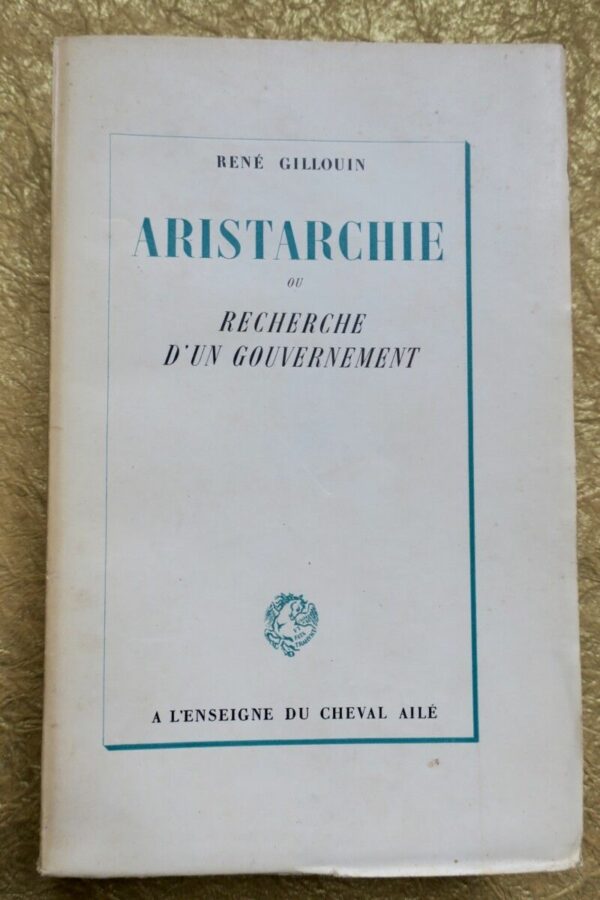 RENÉ GILLOUIN
ARISTARCHIE
OU
RECHERCHE
D'UN GOUVERNEMENT
A L'ENSEIGNE DU CHEVAL AILÉ